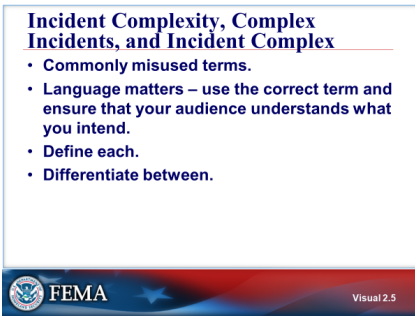 Incident Complexity, Complex
Incidents, and Incident Complex
• Commonly misused terms.
• Language matters – use the correct term and
ensure that your audience understands what
you intend.
• Define each.
• Differentiate between.
FEMA
Visual 2.5